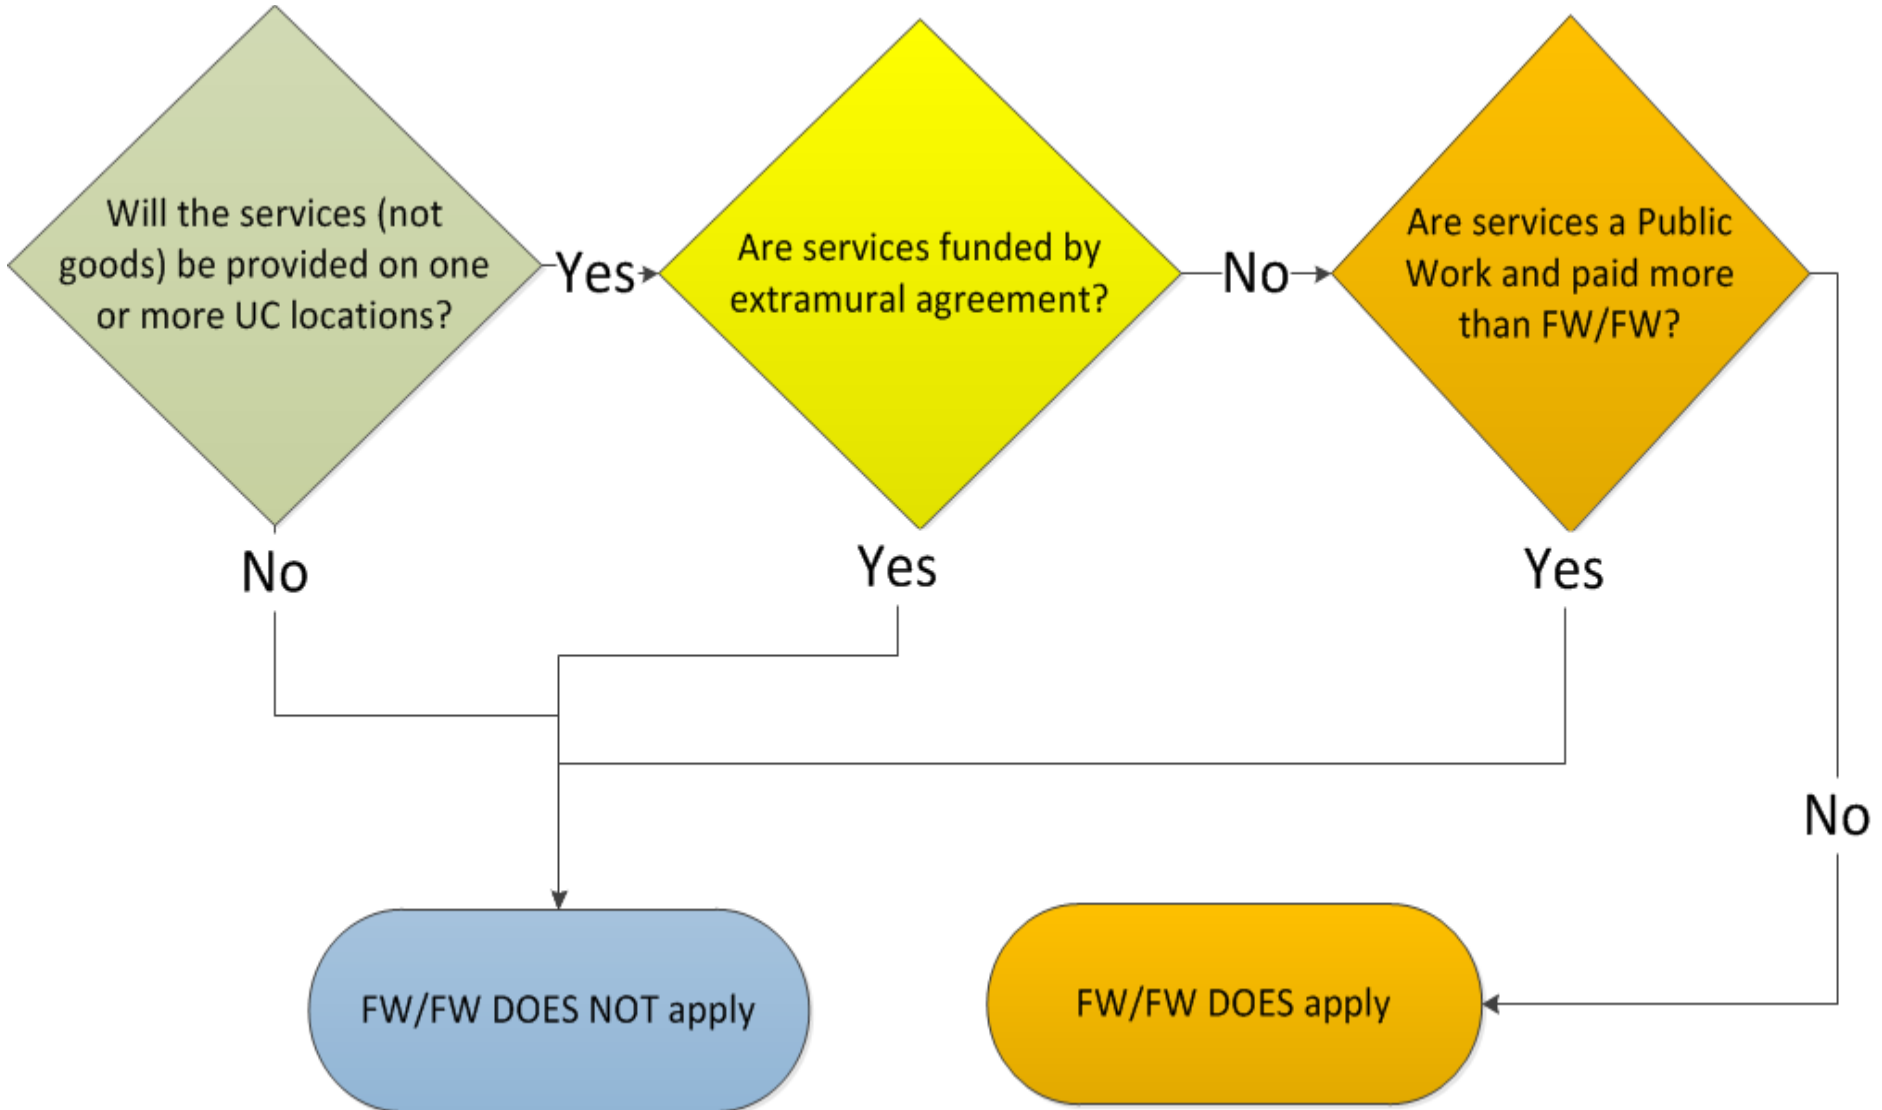 Will the services (not
goods) be provided on one
or more UC locations?
Yes
Are services funded by
extramural agreement?
No
Are services a Public
Work and paid more
than FW/FW?
No
Yes
Yes
No
FW/FW DOES NOT apply
FW/FW DOES apply